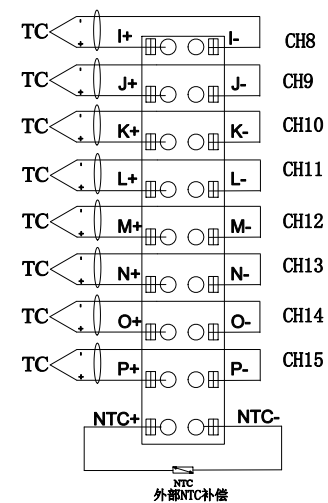 TC - + I+ I- CH8
TC - + J+ J- CH9
TC - + K+ K- CH10
TC - + L+ L- CH11
TC - + M+ M- CH12
TC - + N+ N- CH13
TC - + O+ O- CH14
TC - + P+ P- CH15
NTC+ NTC-
NTC
外部NTC补偿